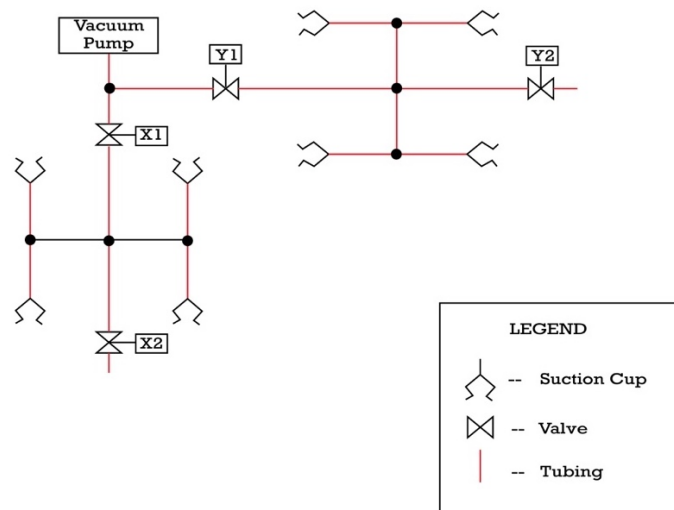 Vacuum
Pump
Y1
Y2
X1
X2
LEGEND
-- Suction Cup
-- Valve
-- Tubing